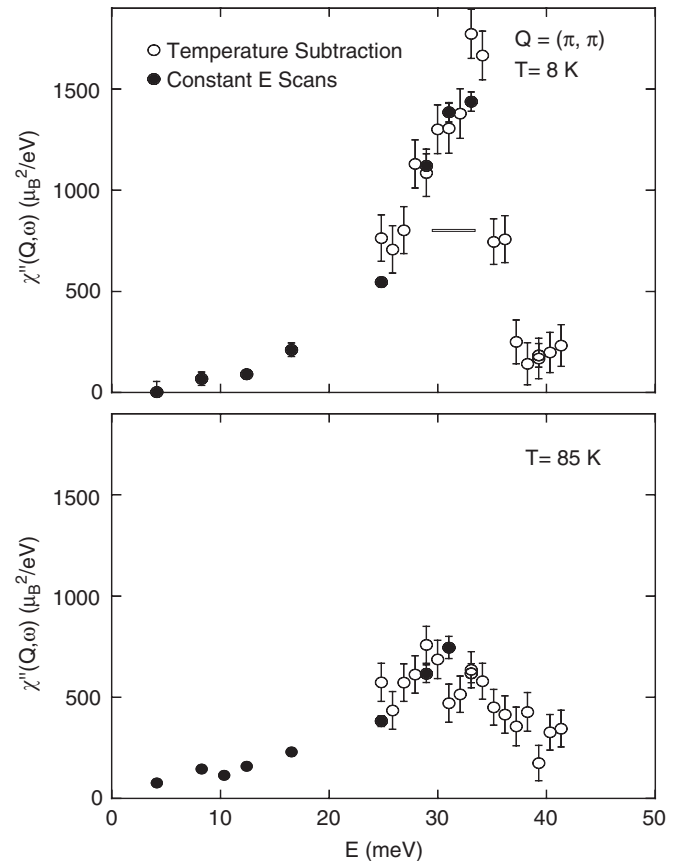 Temperature Subtraction
Constant E Scans
Q = (π, π)
T= 8 K
1500
1000
500
0
χ"(Q,ω) (μB²/eV)
T= 85 K
1500
1000
500
0
χ"(Q,ω) (μB²/eV)
0 10 20 30 40 50
E (meV)